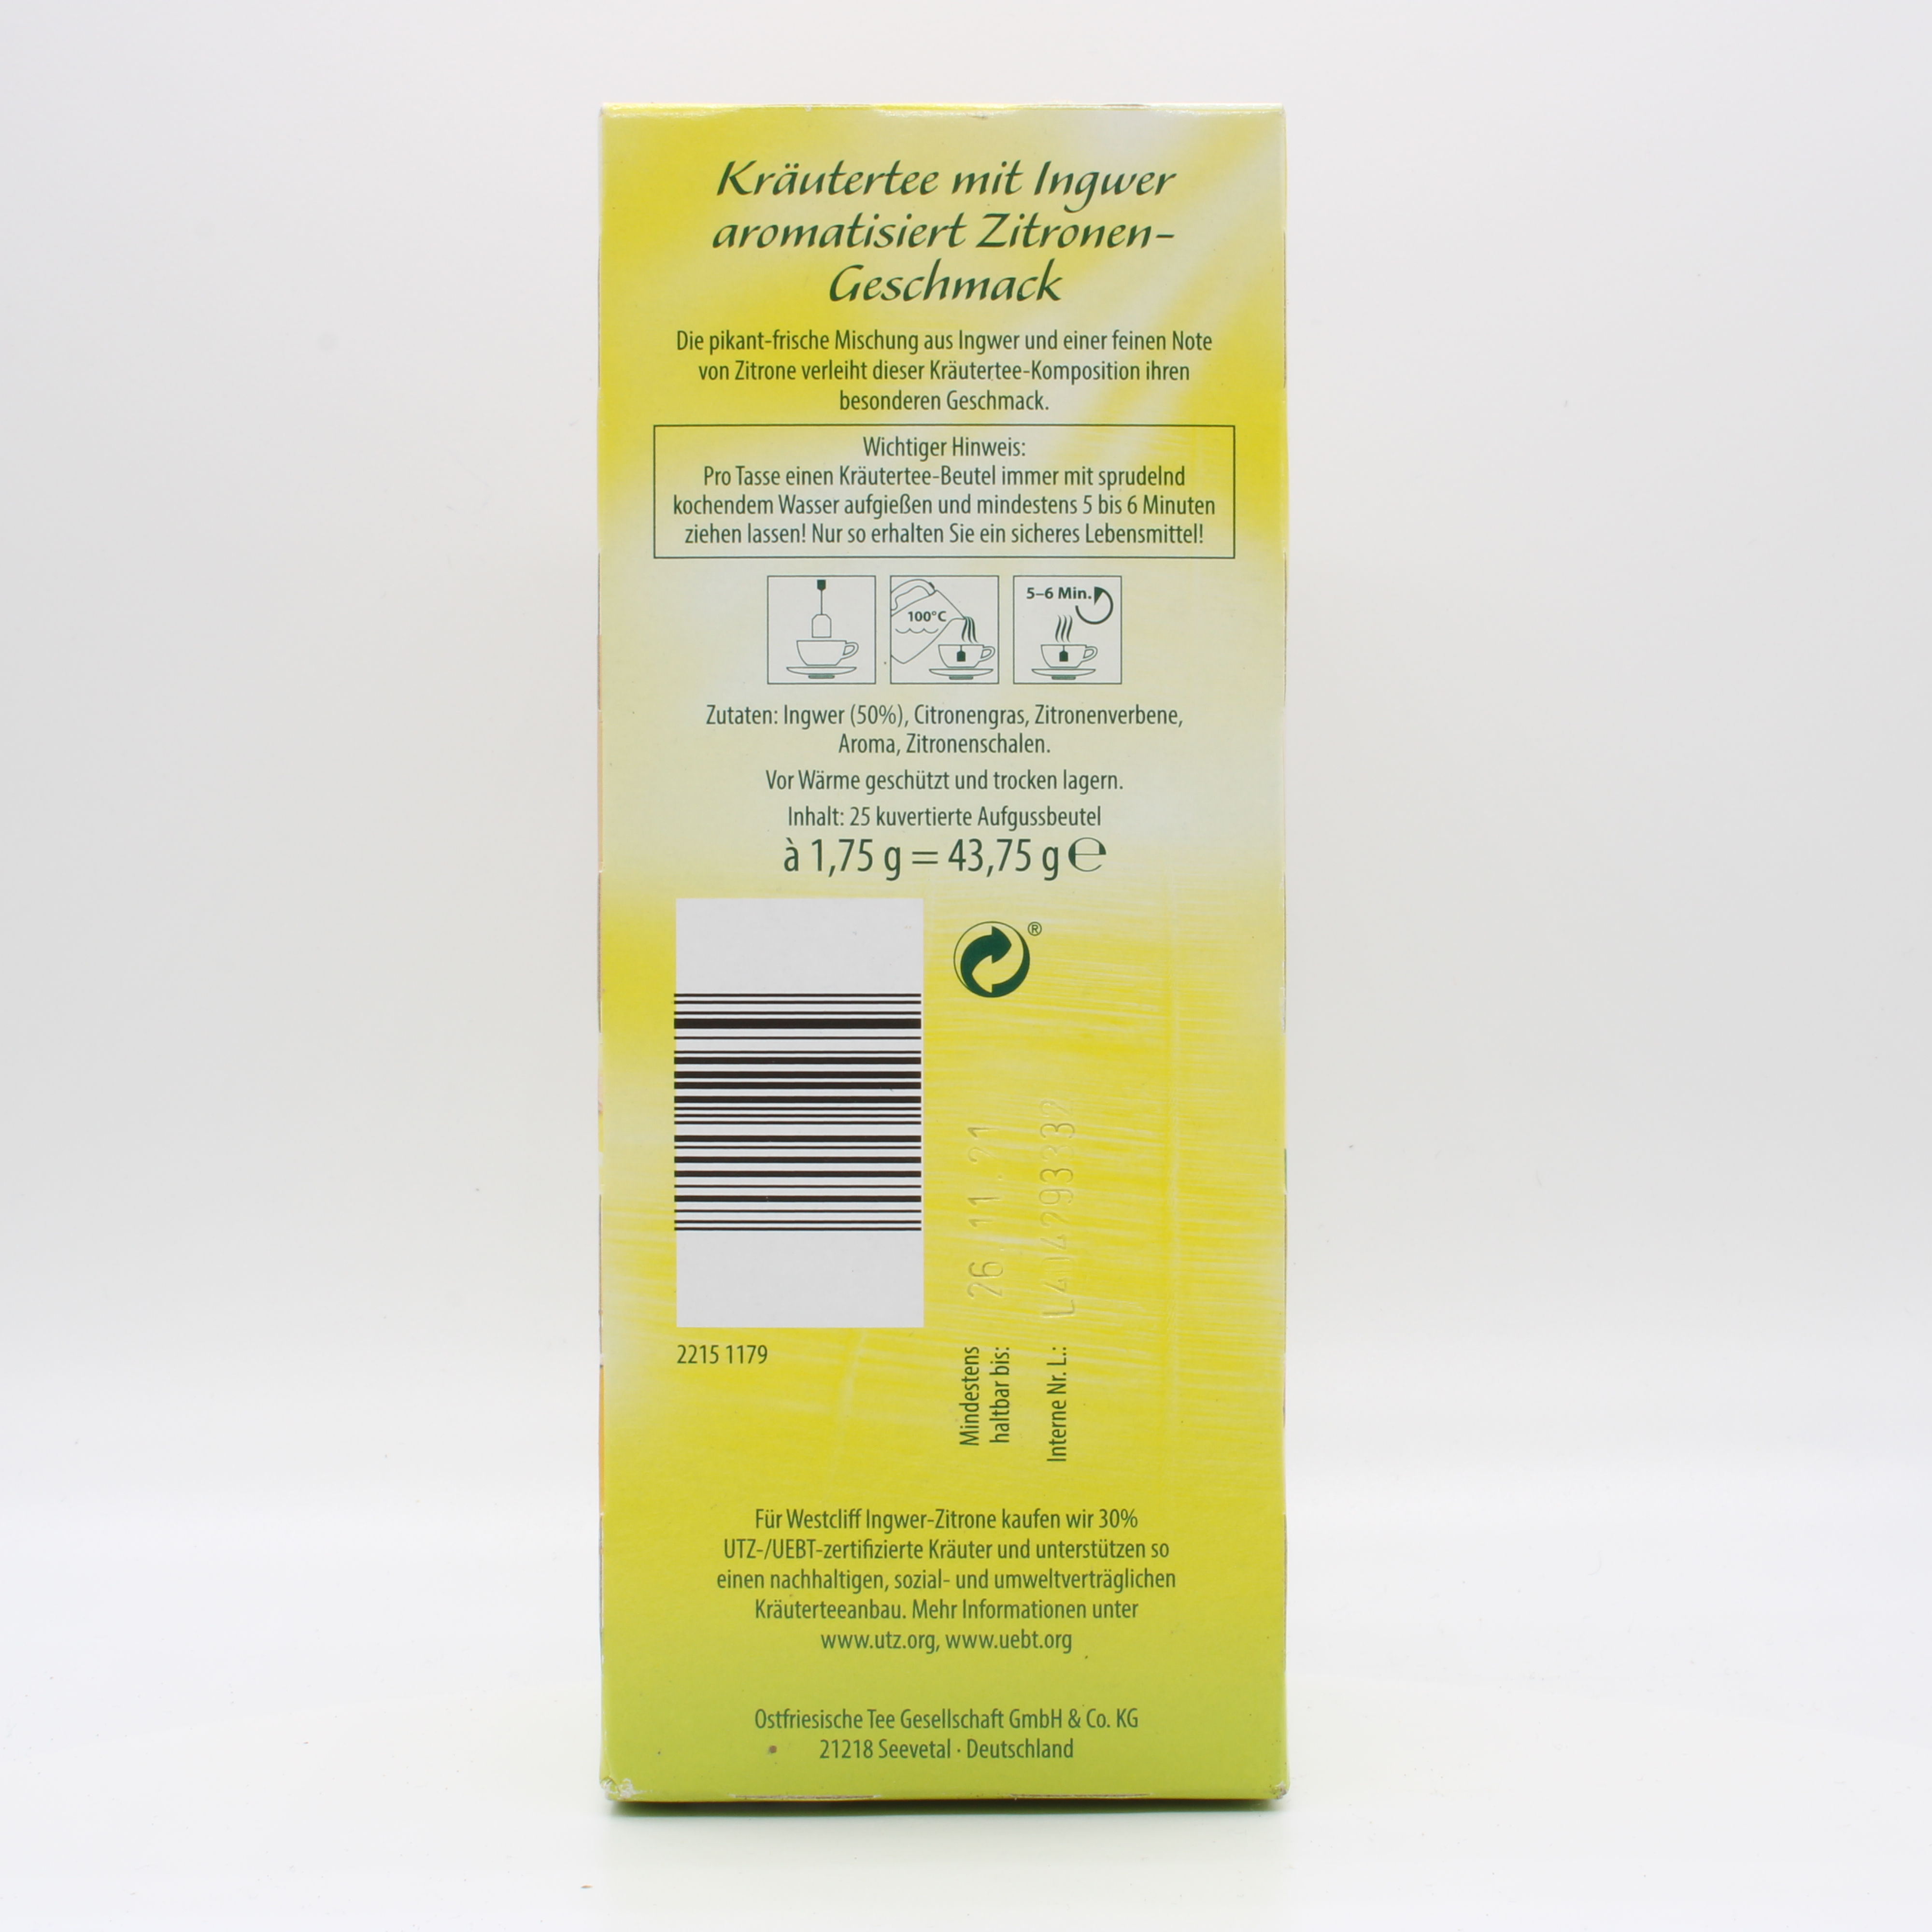 Kräutertee mit Ingwer
aromatisiert Zitronen-
Geschmack
Die pikant-frische Mischung aus Ingwer und einer feinen Note
von Zitrone verleiht dieser Kräutertee-Komposition ihren
besonderen Geschmack.
Wichtiger Hinweis:
Pro Tasse einen Kräutertee-Beutel immer mit sprudelnd
kochendem Wasser aufgießen und mindestens 5 bis 6 Minuten
ziehen lassen! Nur so erhalten Sie ein sicheres Lebensmittel!
100°C
5–6 Min.
Zutaten: Ingwer (50%), Citronengras, Zitronenverbene,
Aroma, Zitronenschalen.
Vor Wärme geschützt und trocken lagern.
Inhalt: 25 kuvertierte Aufgussbeutel
à 1,75 g = 43,75 g ℮
®
2215 1179
Mindestens
haltbar bis:
26.11.21
Interne Nr. L.:
Für Westcliff Ingwer-Zitrone kaufen wir 30%
UTZ-/UEBT-zertifizierte Kräuter und unterstützen so
einen nachhaltigen, sozial- und umweltverträglichen
Kräuterteeanbau. Mehr Informationen unter
www.utz.org, www.uebt.org
Ostfriesische Tee Gesellschaft GmbH & Co. KG
21218 Seevetal · Deutschland